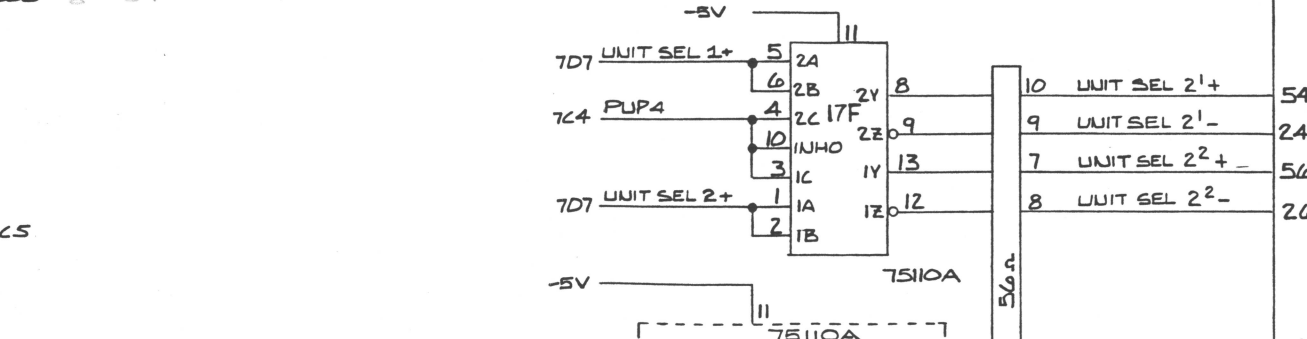 -5V
11
7D7 UNIT SEL 1+ 5 2A
6 2B 2Y 8 10 UNIT SEL 2¹+ 54
7C4 PUP4 4 2C 17F 2Z 9 9 UNIT SEL 2¹- 24
10 INHO
3 1C 1Y 13 7 UNIT SEL 2²+ 56
7D7 UNIT SEL 2+ 1 1A 1Z 12 8 UNIT SEL 2²- 26
C5 2 1B
75110A
56Ω
-5V
11
75110A